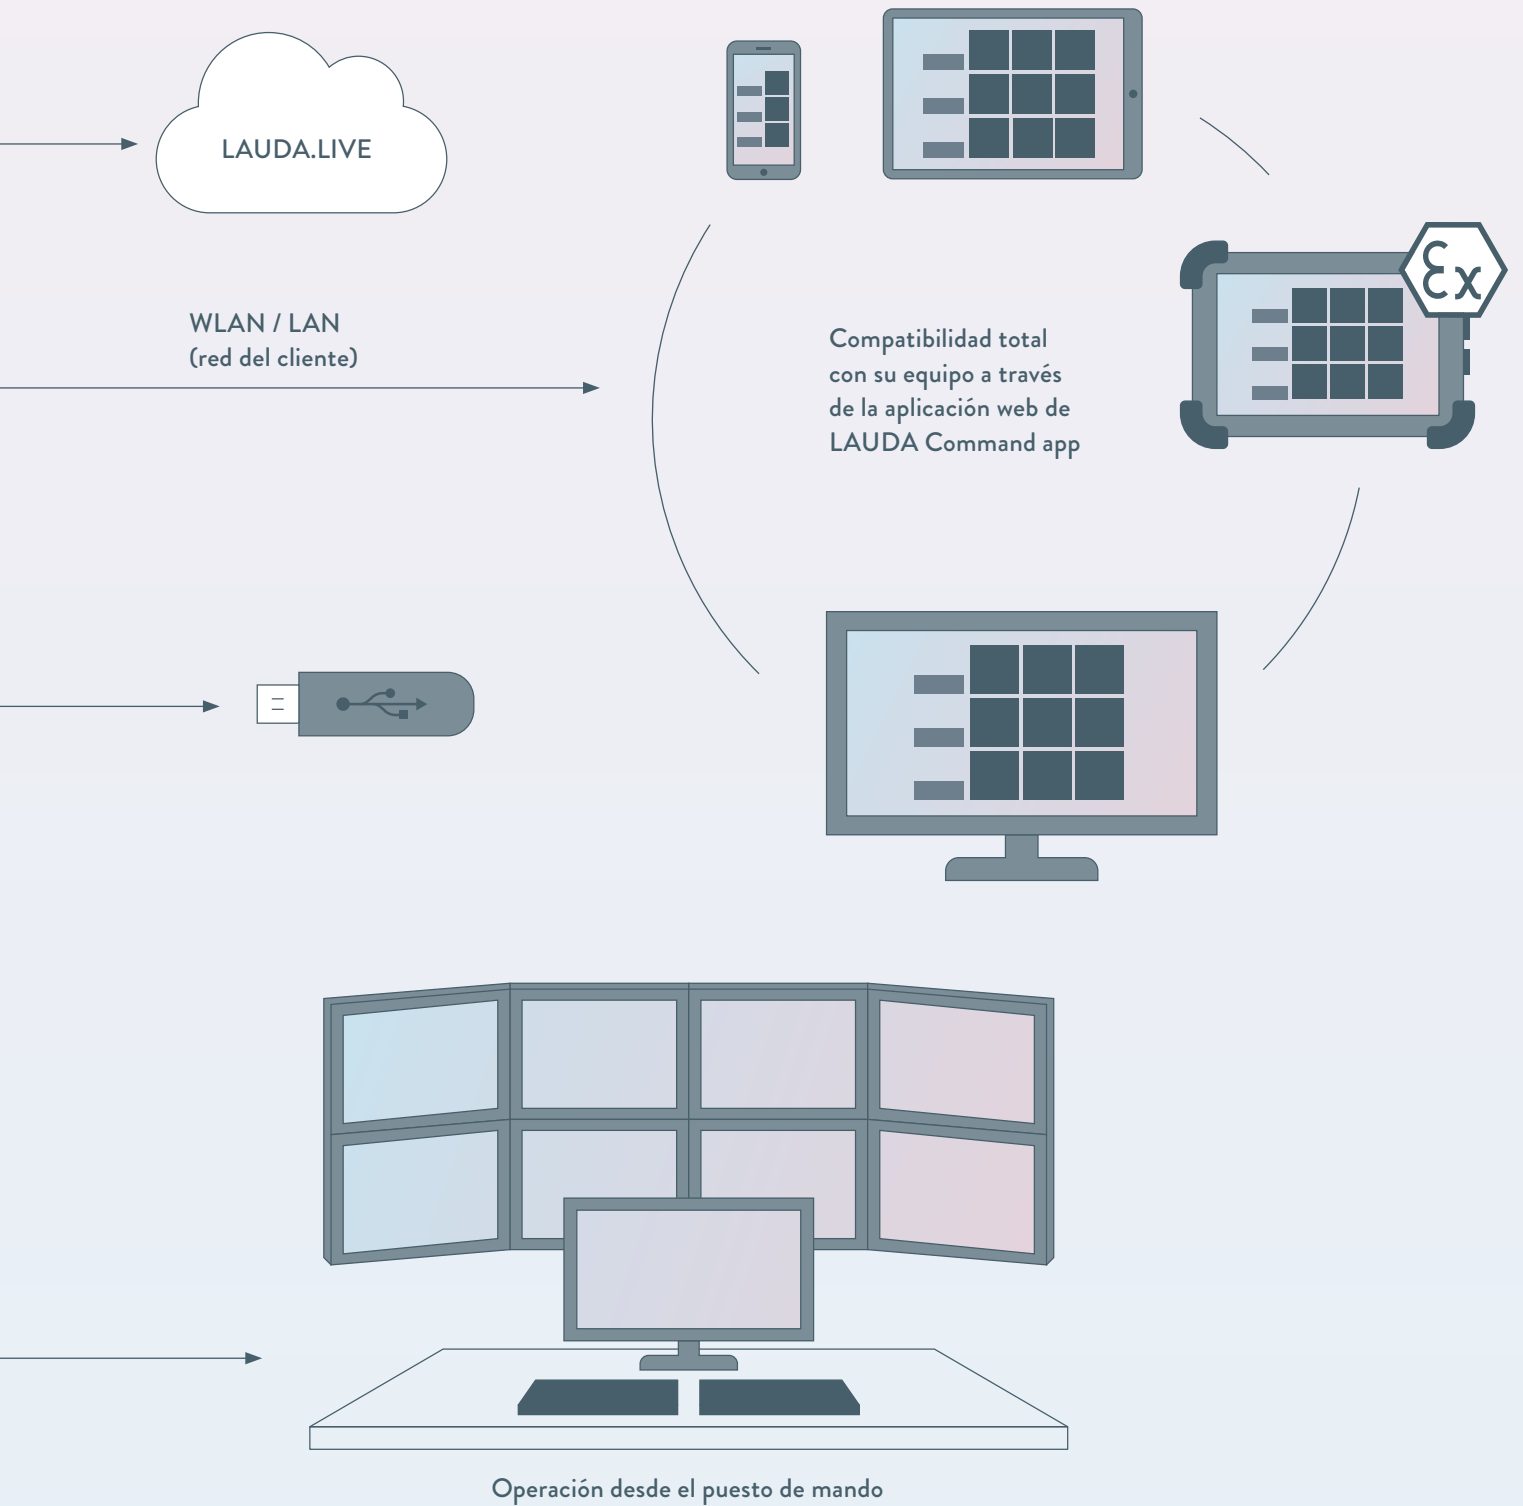 LAUDA.LIVE
WLAN / LAN
(red del cliente)
Compatibilidad total
con su equipo a través
de la aplicación web de
LAUDA Command app
Ex
Operación desde el puesto de mando